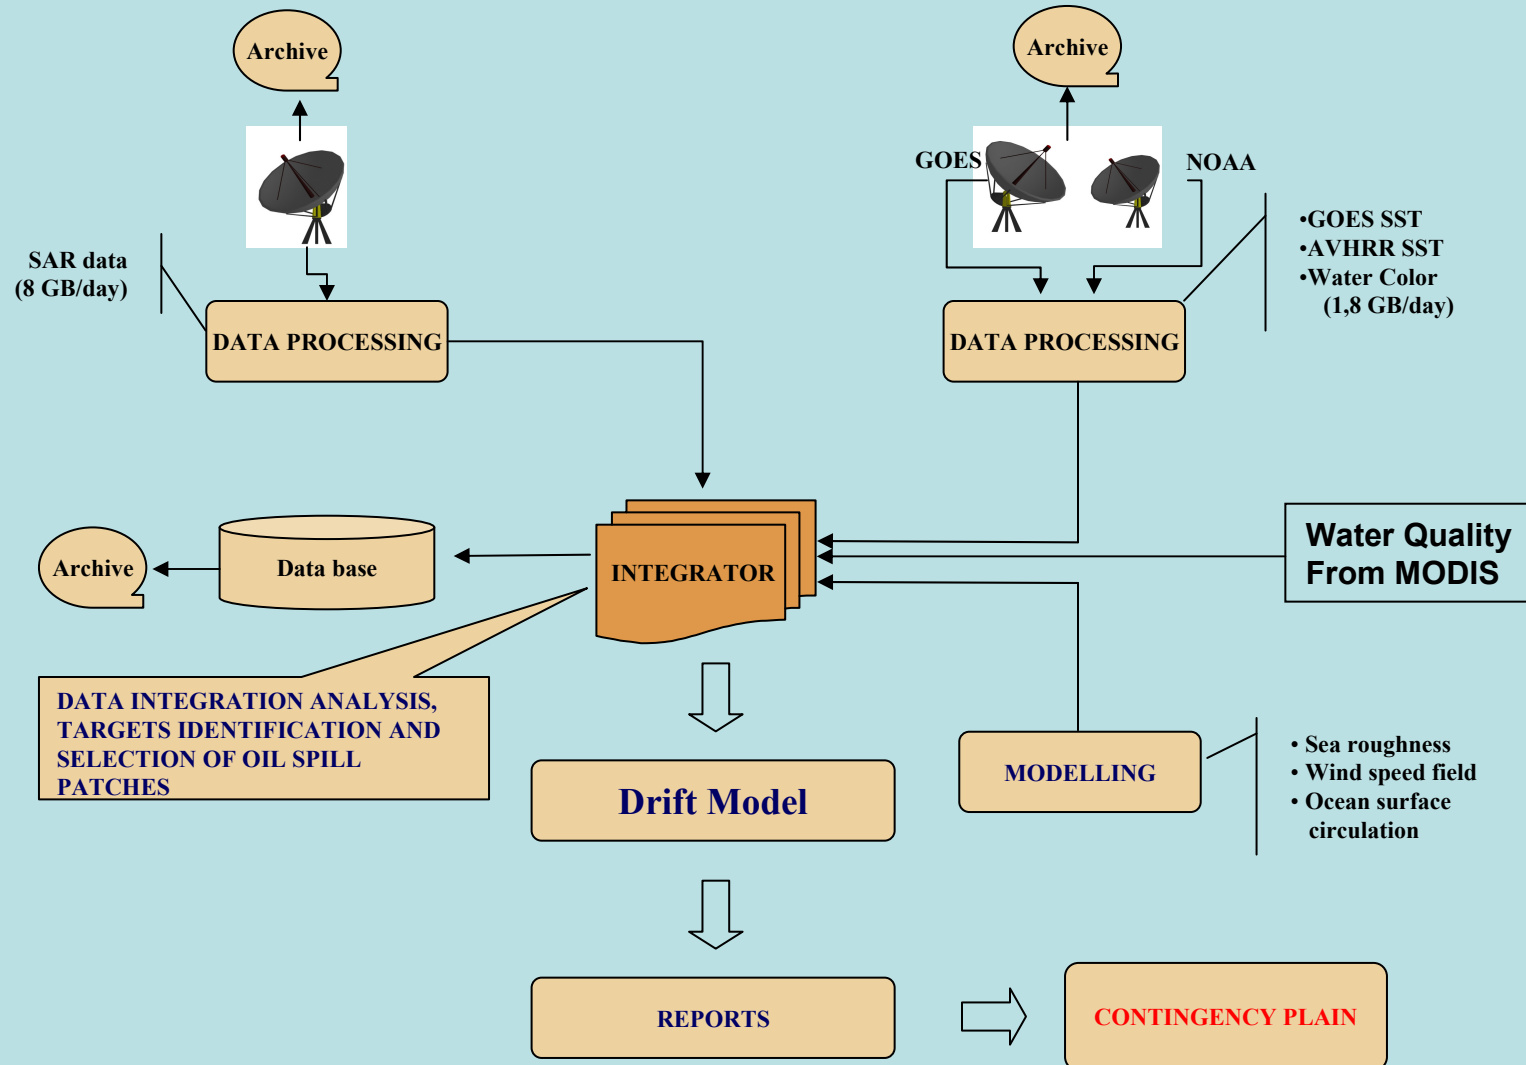 Archive
Archive
GOES
NOAA
SAR data
(8 GB/day)
•GOES SST
•AVHRR SST
•Water Color
(1,8 GB/day)
DATA PROCESSING
DATA PROCESSING
Archive
Data base
INTEGRATOR
Water Quality
From MODIS
DATA INTEGRATION ANALYSIS,
TARGETS IDENTIFICATION AND
SELECTION OF OIL SPILL
PATCHES
Drift Model
MODELLING
• Sea roughness
• Wind speed field
• Ocean surface
circulation
REPORTS
CONTINGENCY PLAIN